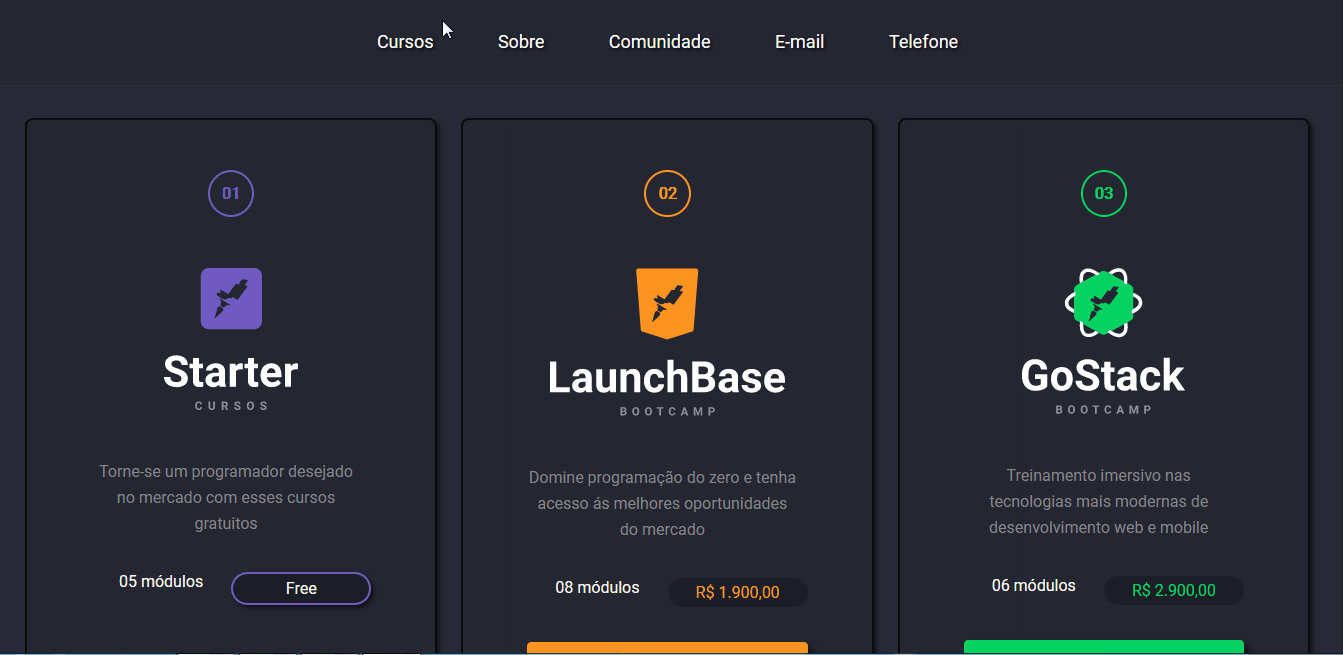 Cursos Sobre Comunidade E-mail Telefone
01
Starter
CURSOS
Torne-se um programador desejado
no mercado com esses cursos
gratuitos
05 módulos Free
02
LaunchBase
BOOTCAMP
Domine programação do zero e tenha
acesso ás melhores oportunidades
do mercado
08 módulos R$ 1.900,00
03
GoStack
BOOTCAMP
Treinamento imersivo nas
tecnologias mais modernas de
desenvolvimento web e mobile
06 módulos R$ 2.900,00